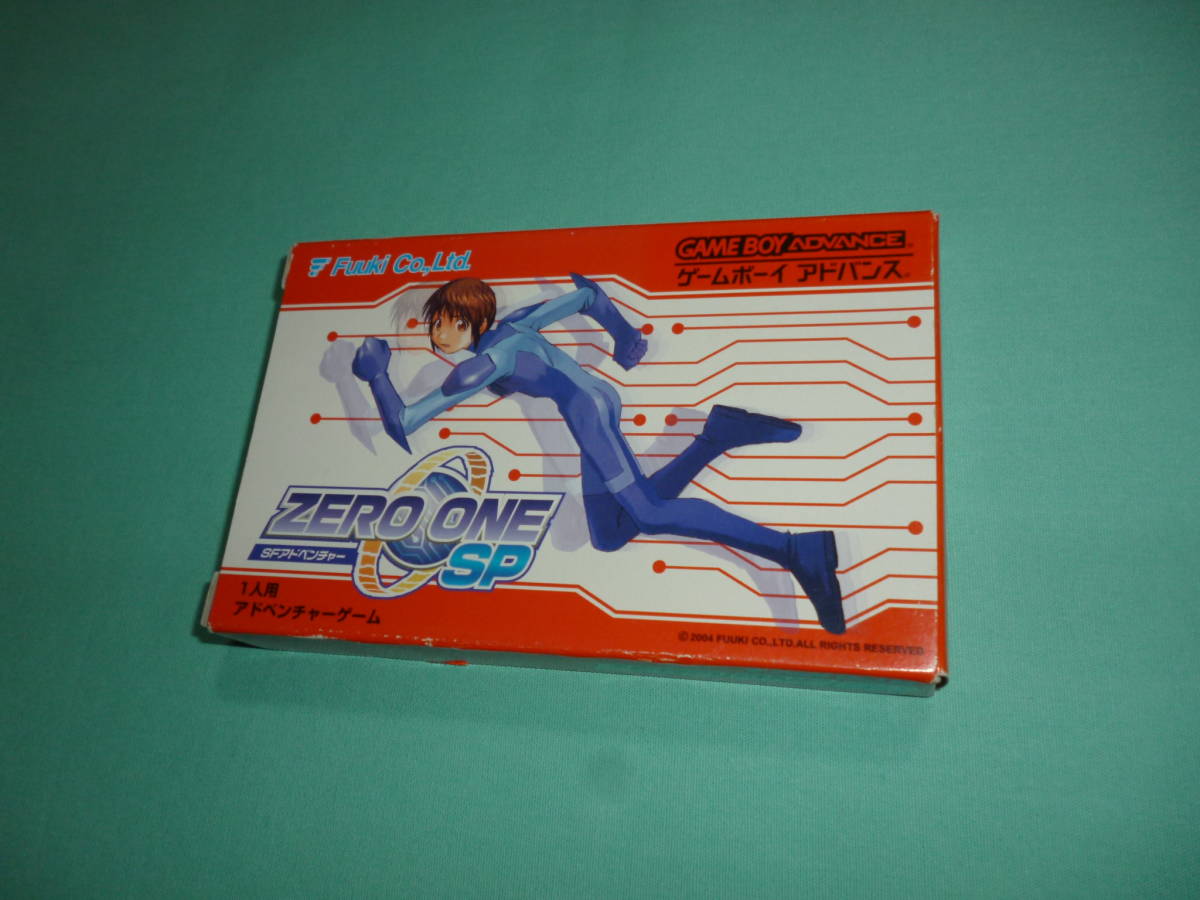 Fuuki Co.,Ltd.
GAME BOY ADVANCE
ゲームボーイ アドバンス
ZERO ONE
SFアドベンチャー
SP
1人用
アドベンチャーゲーム
© 2004 FUUKI CO.,LTD.ALL RIGHTS RESERVED